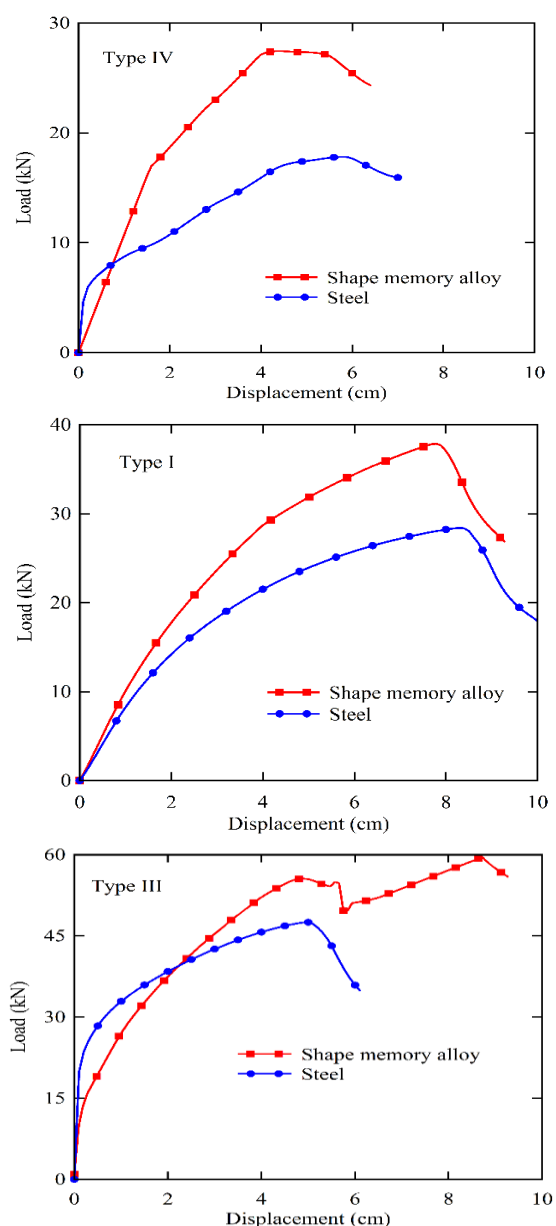 30
Type IV
20
Load (kN)
10
Shape memory alloy
Steel
0
0 2 4 6 8 10
Displacement (cm)
40
Type I
30
20
Load (kN)
10
Shape memory alloy
Steel
0
0 2 4 6 8 10
Displacement (cm)
60
Type III
45
30
Load (kN)
15
Shape memory alloy
Steel
0
0 2 4 6 8 10
Displacement (cm)